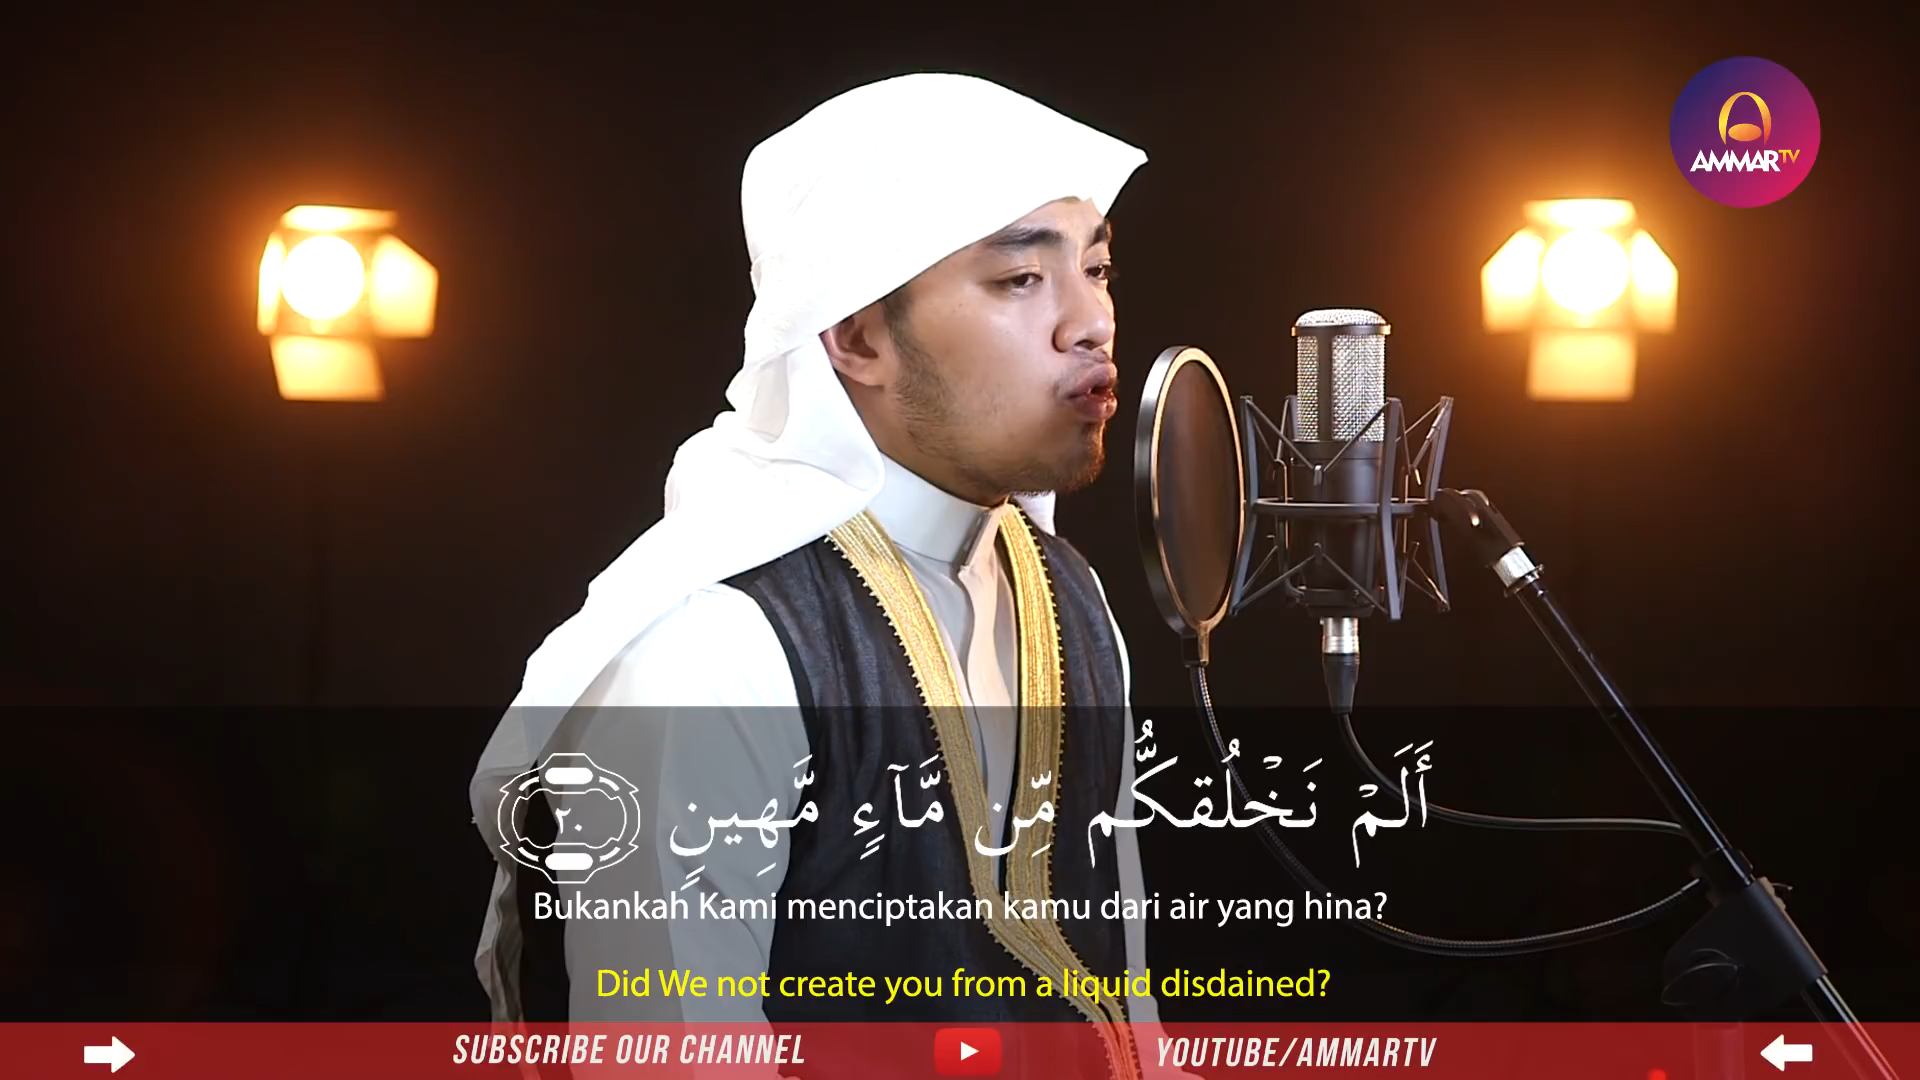 AMMARTV
أَلَمْ نَخْلُقكُّم مِّن مَّآءٍ مَّهِينٍ ٢٠
Bukankah Kami menciptakan kamu dari air yang hina?
Did We not create you from a liquid disdained?
SUBSCRIBE OUR CHANNEL YOUTUBE/AMMARTV